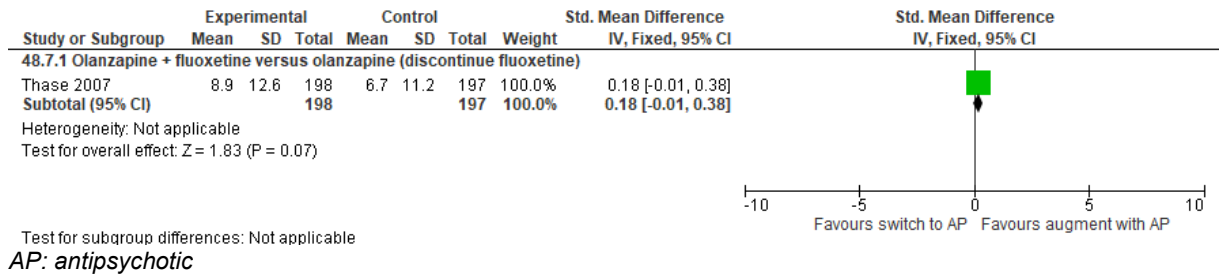 Experimental Control Std. Mean Difference Std. Mean Difference
Study or Subgroup Mean SD Total Mean SD Total Weight IV, Fixed, 95% CI IV, Fixed, 95% CI
48.7.1 Olanzapine + fluoxetine versus olanzapine (discontinue fluoxetine)
Thase 2007 8.9 12.6 198 6.7 11.2 197 100.0% 0.18 [-0.01, 0.38]
Subtotal (95% CI) 198 197 100.0% 0.18 [-0.01, 0.38]
Heterogeneity: Not applicable
Test for overall effect: Z = 1.83 (P = 0.07)
-10 -5 0 5 10
Favours switch to AP Favours augment with AP
Test for subgroup differences: Not applicable
AP: antipsychotic